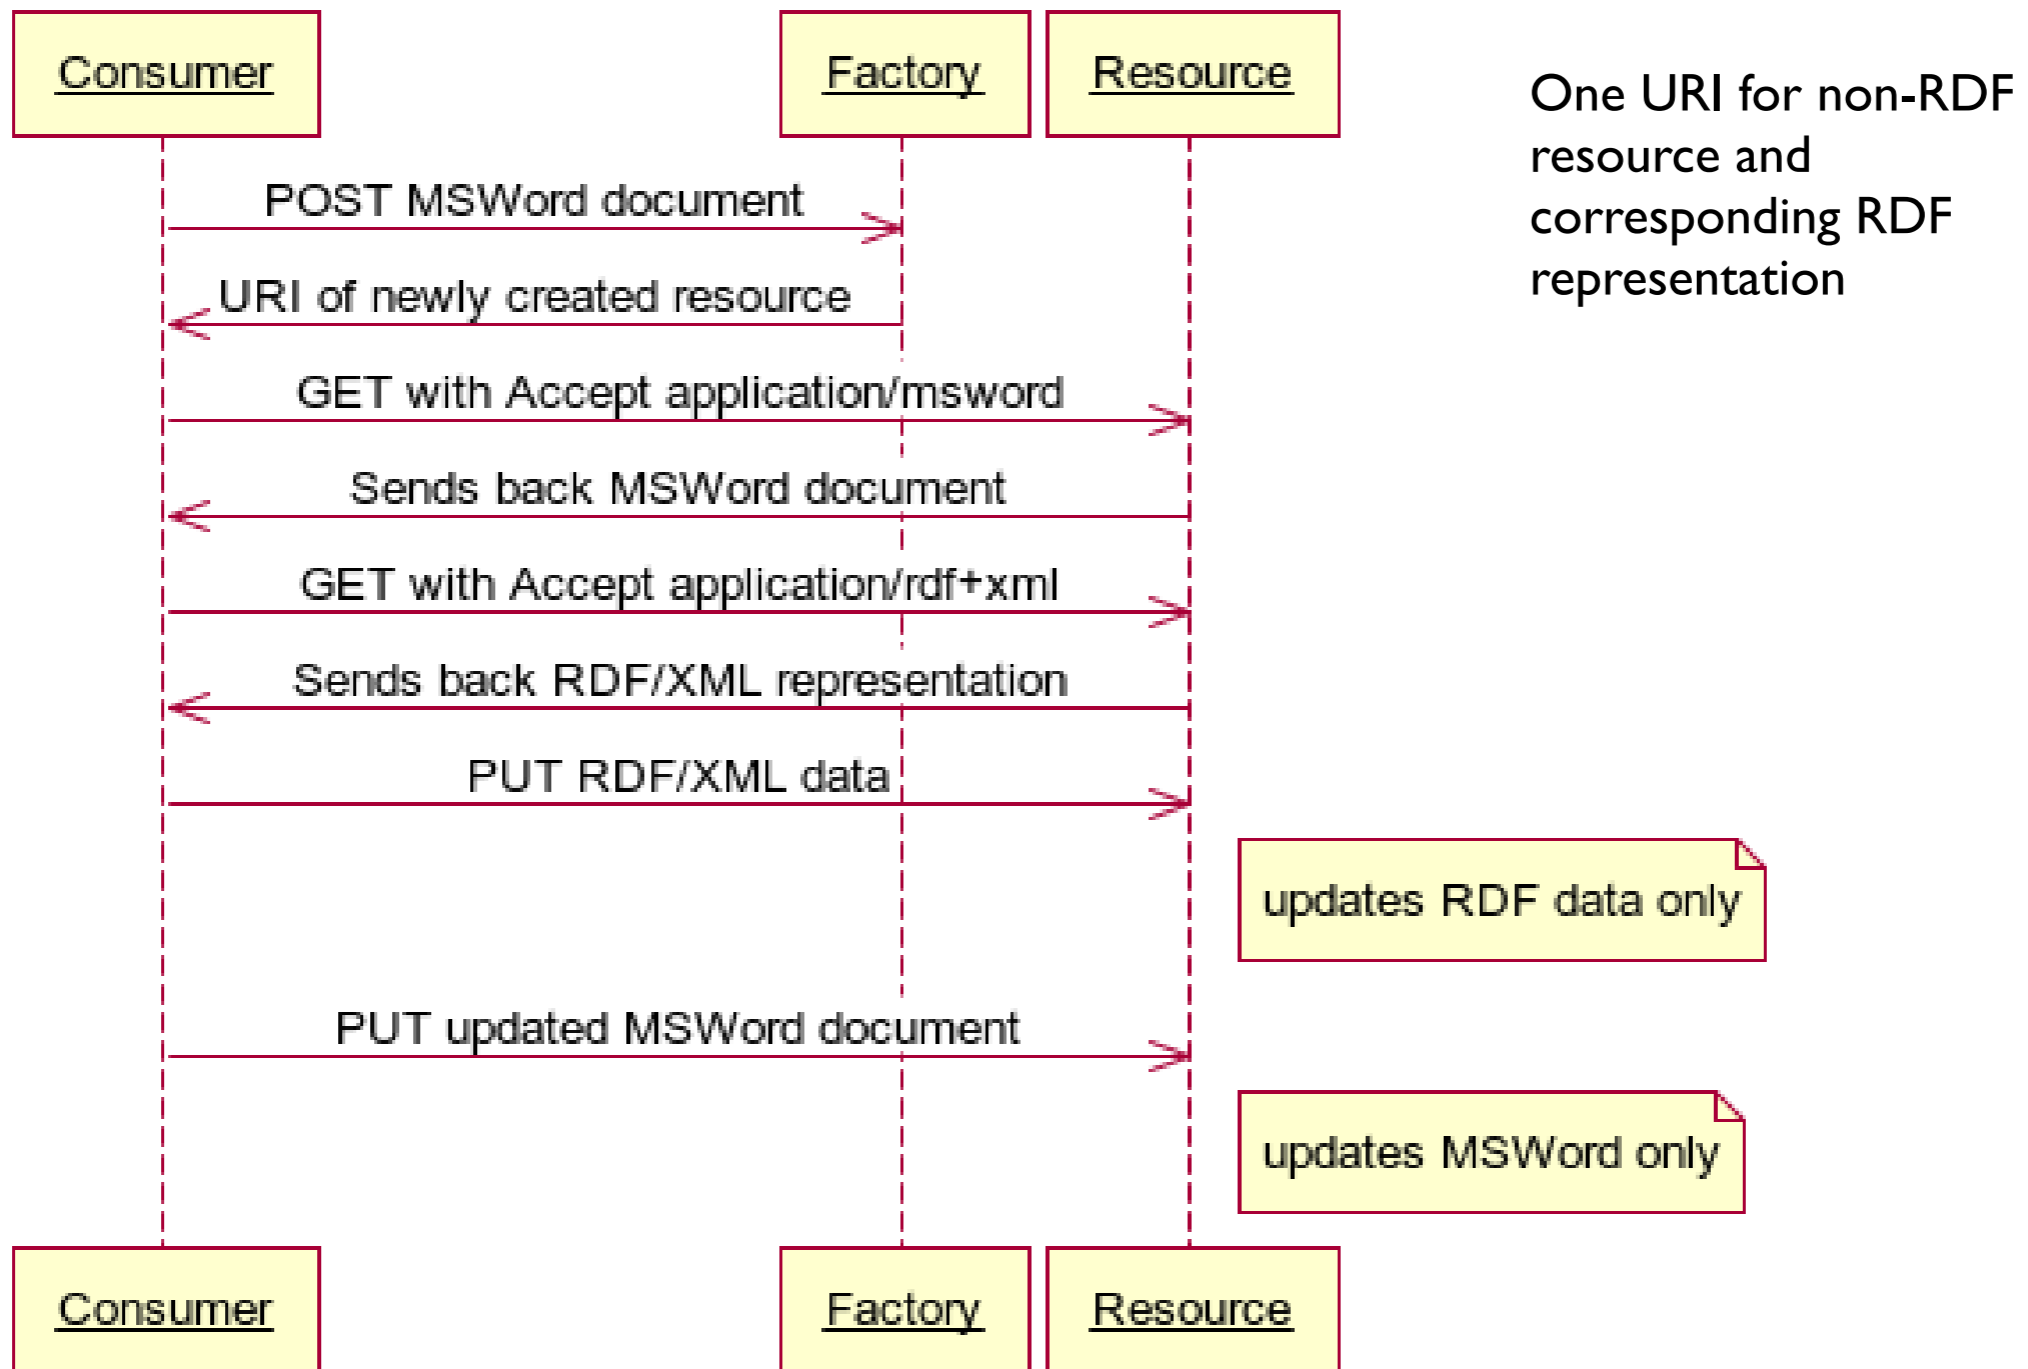 Consumer
Factory
Resource
One URI for non-RDF
resource and
corresponding RDF
representation
POST MSWord document
URI of newly created resource
GET with Accept application/msword
Sends back MSWord document
GET with Accept application/rdf+xml
Sends back RDF/XML representation
PUT RDF/XML data
updates RDF data only
PUT updated MSWord document
updates MSWord only
Consumer
Factory
Resource